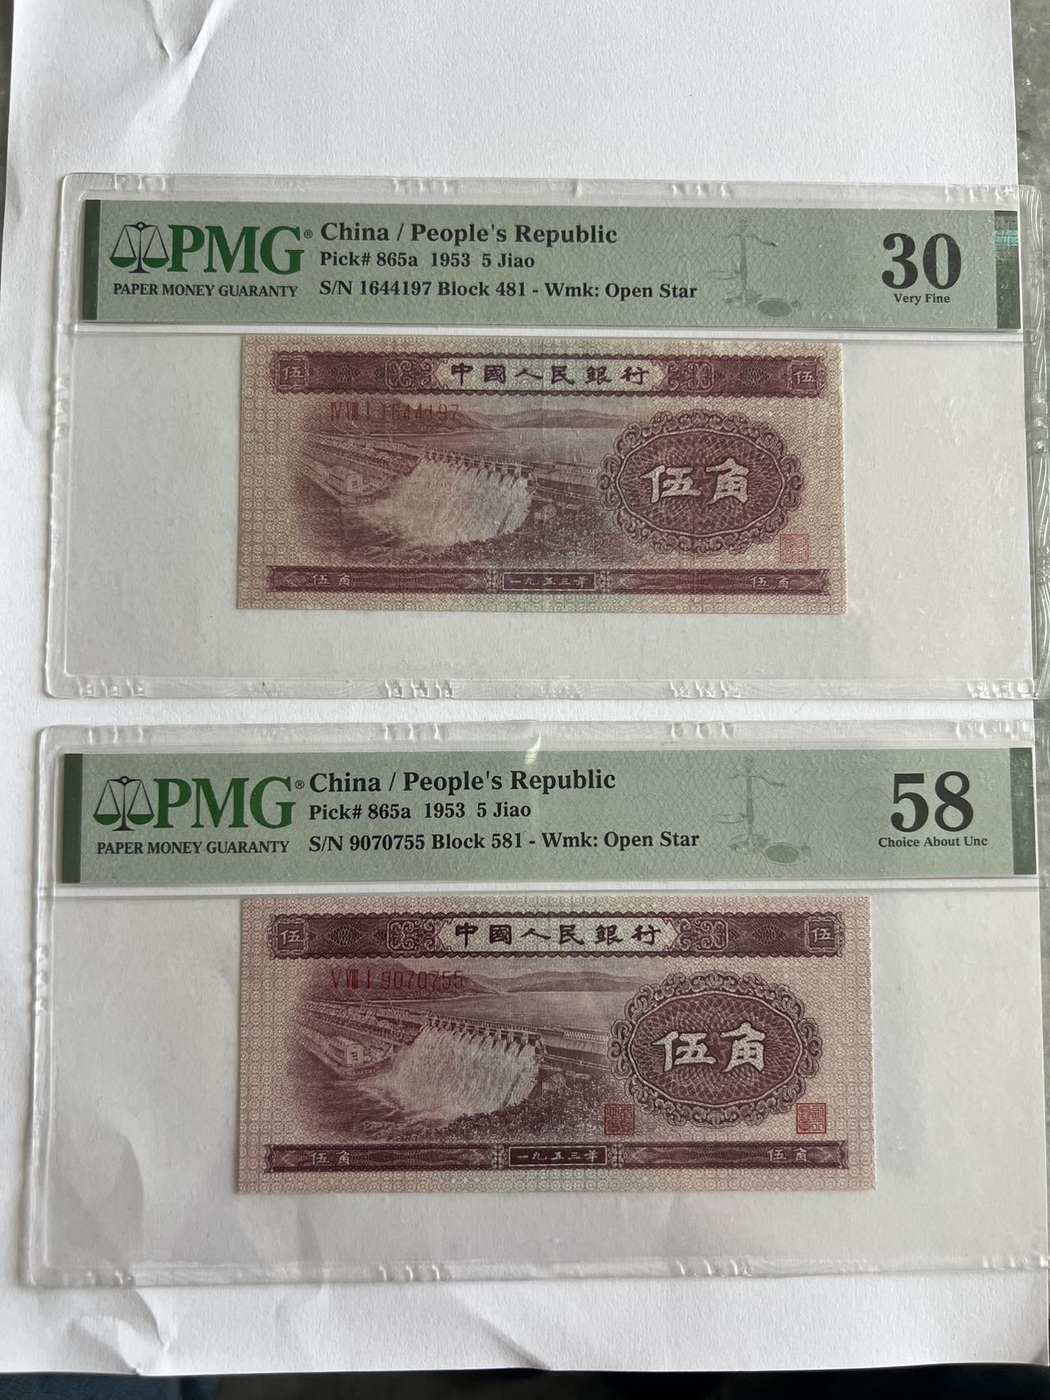 PMG® China / People's Republic 30
Pick# 865a 1953 5 Jiao Very Fine
PAPER MONEY GUARANTY S/N 1644197 Block 481 - Wmk: Open Star
伍 中國人民銀行 伍
IV VIII I 1644197
伍角
伍角 一九五三年 伍角
PMG® China / People's Republic 58
Pick# 865a 1953 5 Jiao Choice About Unc
PAPER MONEY GUARANTY S/N 9070755 Block 581 - Wmk: Open Star
伍 中國人民銀行 伍
V VIII I 9070755
伍角
伍角 一九五三年 伍角